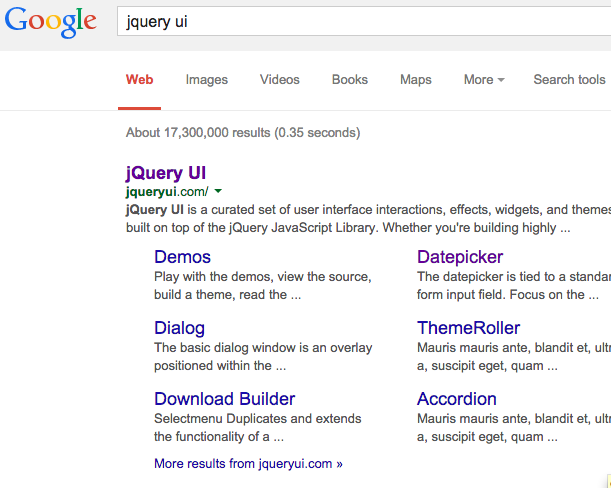 Google
jquery ui
Web Images Videos Books Maps More Search tools
About 17,300,000 results (0.35 seconds)
jQuery UI
jqueryui.com/
jQuery UI is a curated set of user interface interactions, effects, widgets, and themes
built on top of the jQuery JavaScript Library. Whether you're building highly ...
Demos
Play with the demos, view the source,
build a theme, read the ...
Datepicker
The datepicker is tied to a standar
form input field. Focus on the ...
Dialog
The basic dialog window is an overlay
positioned within the ...
ThemeRoller
Mauris mauris ante, blandit et, ultr
a, suscipit eget, quam ...
Download Builder
Selectmenu Duplicates and extends
the functionality of a ...
Accordion
Mauris mauris ante, blandit et, ultr
a, suscipit eget, quam ...
More results from jqueryui.com »